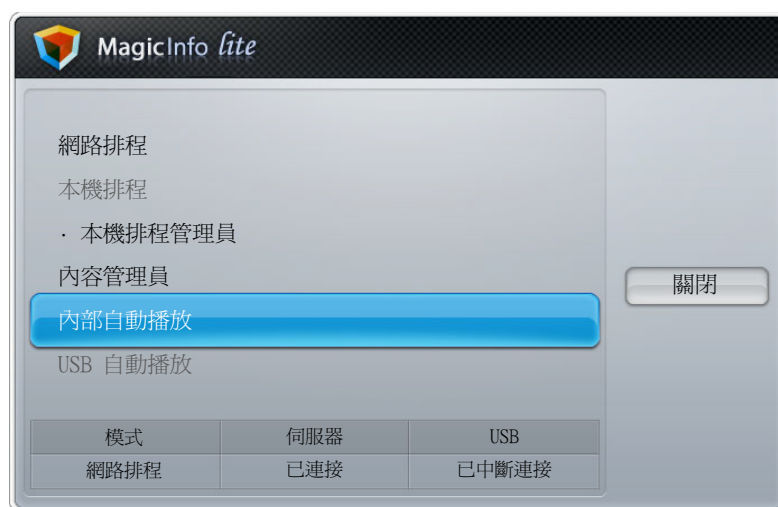 MagicInfo lite
網路排程
本機排程
· 本機排程管理員
內容管理員
關閉
內部自動播放
USB 自動播放
模式 伺服器 USB
網路排程 已連接 已中斷連接